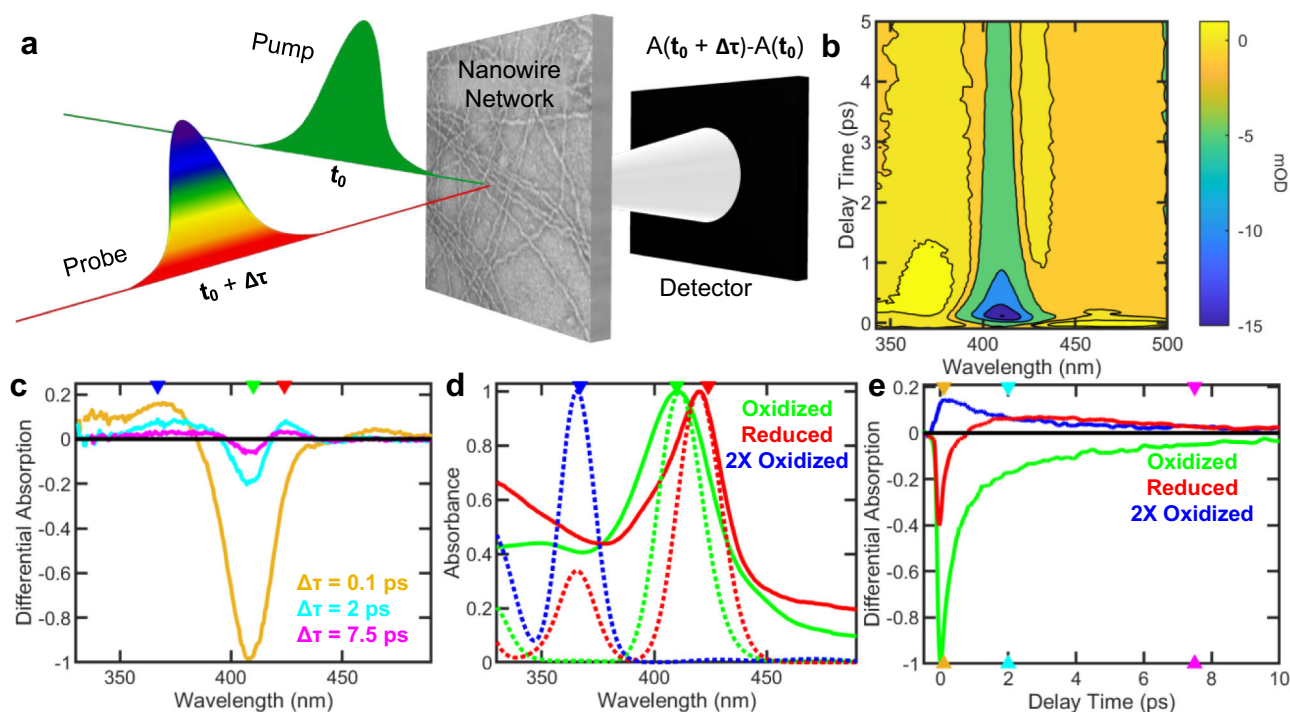 a
Pump
t₀
Probe
t₀ + Δτ
Nanowire
Network
A(t₀ + Δτ)-A(t₀)
Detector
b
5
4
3
2
1
0
Delay Time (ps)
350
400
450
500
Wavelength (nm)
0
-5
-10
-15
mOD
c
0.2
0
-0.2
-0.4
-0.6
-0.8
-1
Differential Absorption
Δτ = 0.1 ps
Δτ = 2 ps
Δτ = 7.5 ps
350
400
450
Wavelength (nm)
d
1
0.8
0.6
0.4
0.2
0
Absorbance
Oxidized
Reduced
2X Oxidized
350
400
450
Wavelength (nm)
e
0.2
0
-0.2
-0.4
-0.6
-0.8
-1
Differential Absorption
Oxidized
Reduced
2X Oxidized
0
2
4
6
8
10
Delay Time (ps)